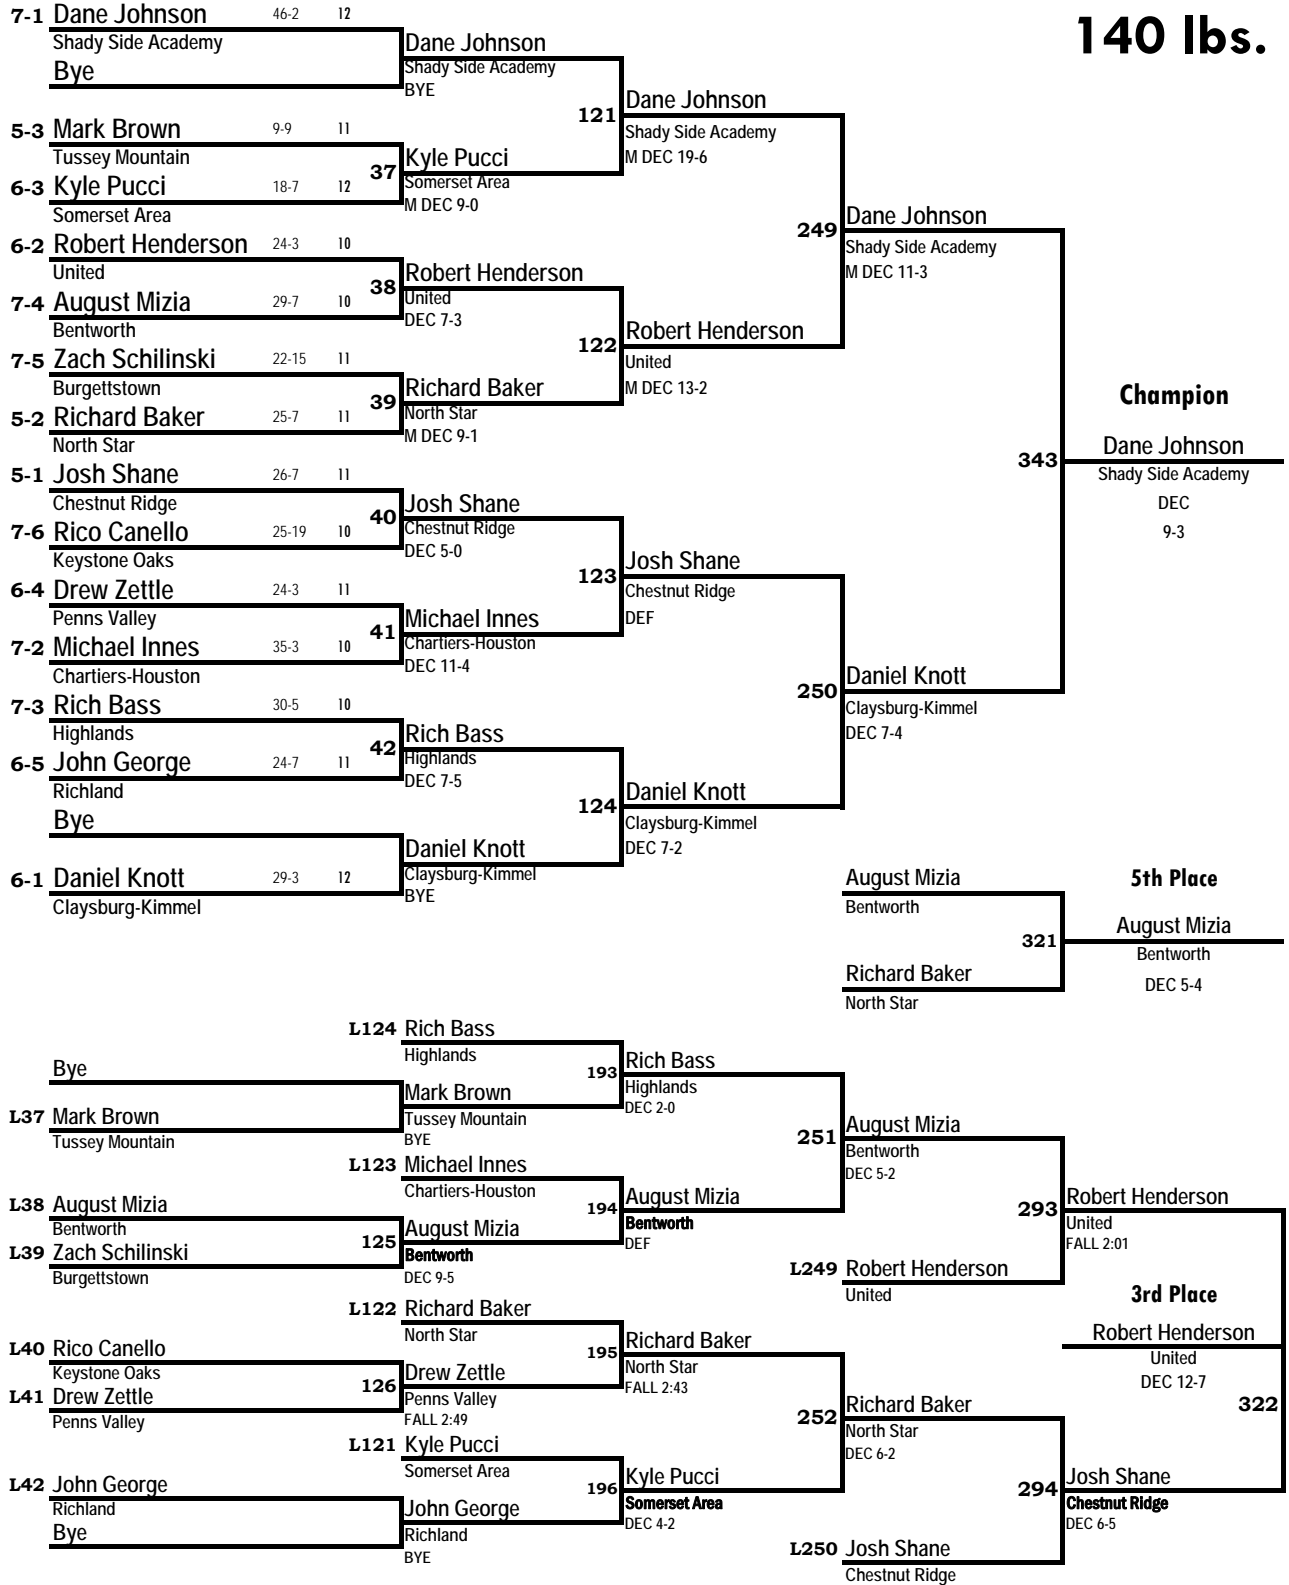 140 lbs.
7-1 Dane Johnson 46-2 12
Shady Side Academy
Bye
5-3 Mark Brown 9-9 11
Tussey Mountain
6-3 Kyle Pucci 18-7 12
Somerset Area
6-2 Robert Henderson 24-3 10
United
7-4 August Mizia 29-7 10
Bentworth
7-5 Zach Schilinski 22-15 11
Burgettstown
5-2 Richard Baker 25-7 11
North Star
5-1 Josh Shane 26-7 11
Chestnut Ridge
7-6 Rico Canello 25-19 10
Keystone Oaks
6-4 Drew Zettle 24-3 11
Penns Valley
7-2 Michael Innes 35-3 10
Chartiers-Houston
7-3 Rich Bass 30-5 10
Highlands
6-5 John George 24-7 11
Richland
Bye
6-1 Daniel Knott 29-3 12
Claysburg-Kimmel
Dane Johnson
Shady Side Academy
BYE
37 Kyle Pucci
Somerset Area
M DEC 9-0
38 Robert Henderson
United
DEC 7-3
39 Richard Baker
North Star
M DEC 9-1
40 Josh Shane
Chestnut Ridge
DEC 5-0
41 Michael Innes
Chartiers-Houston
DEC 11-4
42 Rich Bass
Highlands
DEC 7-5
Daniel Knott
Claysburg-Kimmel
BYE
121 Dane Johnson
Shady Side Academy
M DEC 19-6
122 Robert Henderson
United
M DEC 13-2
123 Josh Shane
Chestnut Ridge
DEF
124 Daniel Knott
Claysburg-Kimmel
DEC 7-2
249 Dane Johnson
Shady Side Academy
M DEC 11-3
250 Daniel Knott
Claysburg-Kimmel
DEC 7-4
Champion
343 Dane Johnson
Shady Side Academy
DEC
9-3
August Mizia
Bentworth
Richard Baker
North Star
5th Place
321 August Mizia
Bentworth
DEC 5-4
Bye
L37 Mark Brown
Tussey Mountain
L38 August Mizia
Bentworth
L39 Zach Schilinski
Burgettstown
L40 Rico Canello
Keystone Oaks
L41 Drew Zettle
Penns Valley
L42 John George
Richland
Bye
L124 Rich Bass
Highlands
Mark Brown
Tussey Mountain
BYE
L123 Michael Innes
Chartiers-Houston
125 August Mizia
Bentworth
DEC 9-5
L122 Richard Baker
North Star
126 Drew Zettle
Penns Valley
FALL 2:49
L121 Kyle Pucci
Somerset Area
John George
Richland
BYE
193 Rich Bass
Highlands
DEC 2-0
194 August Mizia
Bentworth
DEF
195 Richard Baker
North Star
FALL 2:43
196 Kyle Pucci
Somerset Area
DEC 4-2
251 August Mizia
Bentworth
DEC 5-2
L249 Robert Henderson
United
252 Richard Baker
North Star
DEC 6-2
L250 Josh Shane
Chestnut Ridge
293 Robert Henderson
United
FALL 2:01
294 Josh Shane
Chestnut Ridge
DEC 6-5
3rd Place
Robert Henderson
United
DEC 12-7
322